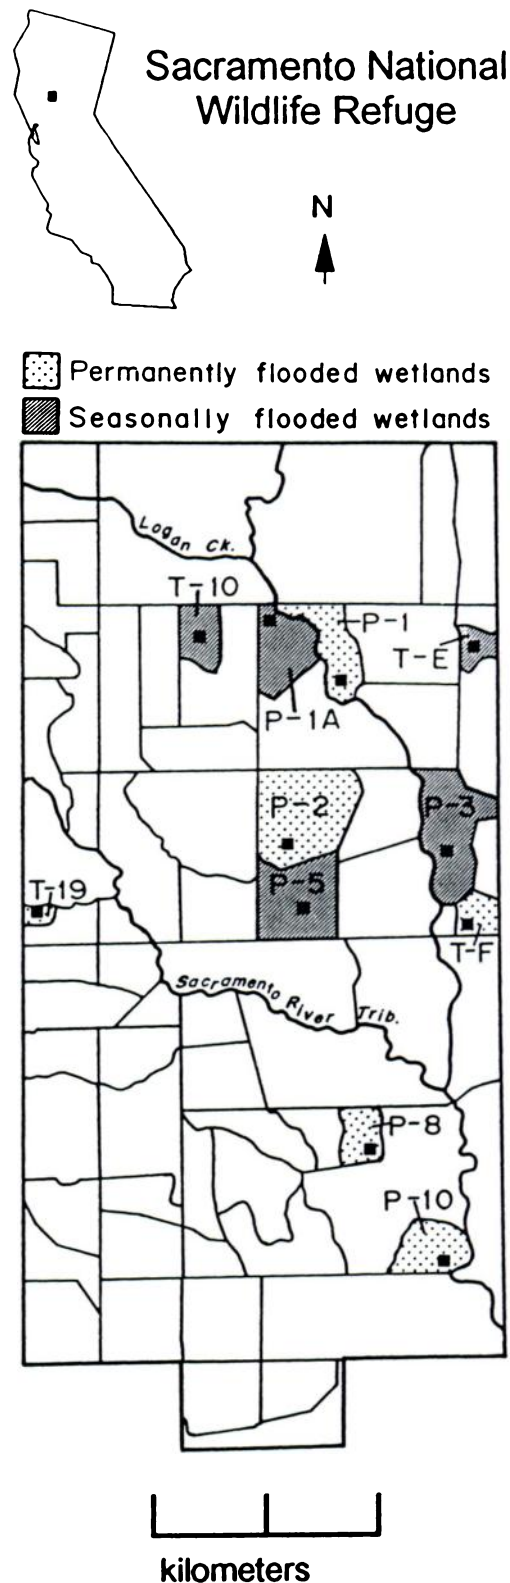 Sacramento National
Wildlife Refuge
N
Permanently flooded wetlands
Seasonally flooded wetlands
Logan Ck.
T-10
P-1
T-E
P-1A
P-2
P-3
P-5
T-19
T-F
Sacramento River Trib.
P-8
P-10
kilometers